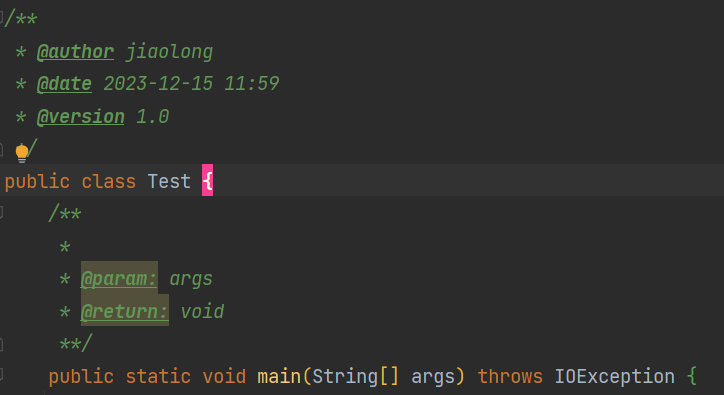 /**
 * @author jiaolong
 * @date 2023-12-15 11:59
 * @version 1.0
 */
public class Test {
    /**
     *
     * @param: args
     * @return: void
     **/
    public static void main(String[] args) throws IOException {